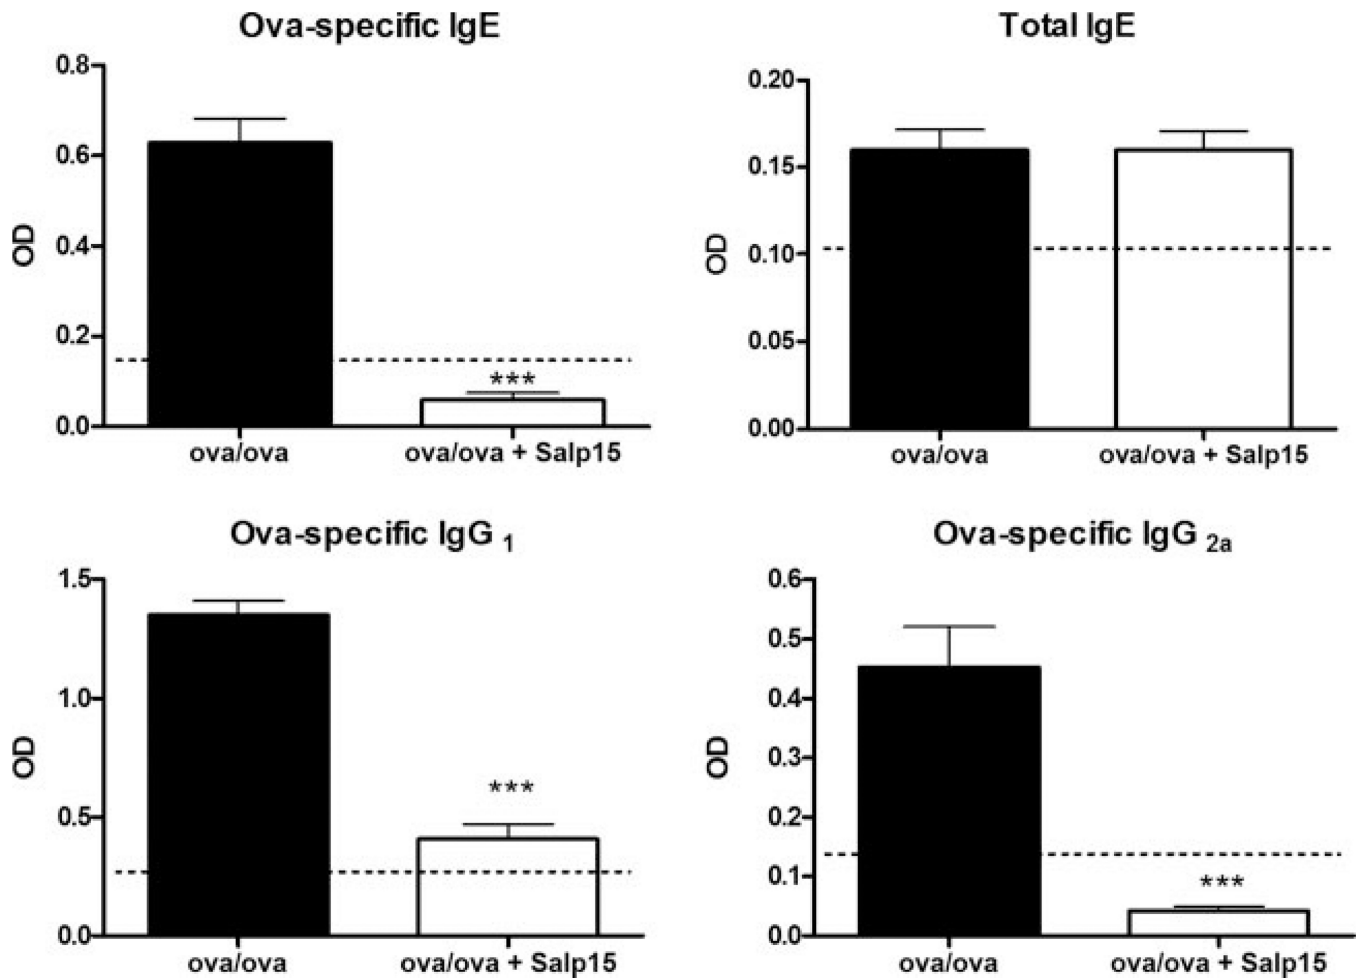 Ova-specific IgE
0.8
0.6
0.4
0.2
0.0
OD
***
ova/ova
ova/ova + Salp15
Total IgE
0.20
0.15
0.10
0.05
0.00
OD
ova/ova
ova/ova + Salp15
Ova-specific IgG 1
1.5
1.0
0.5
0.0
OD
***
ova/ova
ova/ova + Salp15
Ova-specific IgG 2a
0.6
0.5
0.4
0.3
0.2
0.1
0.0
OD
***
ova/ova
ova/ova + Salp15